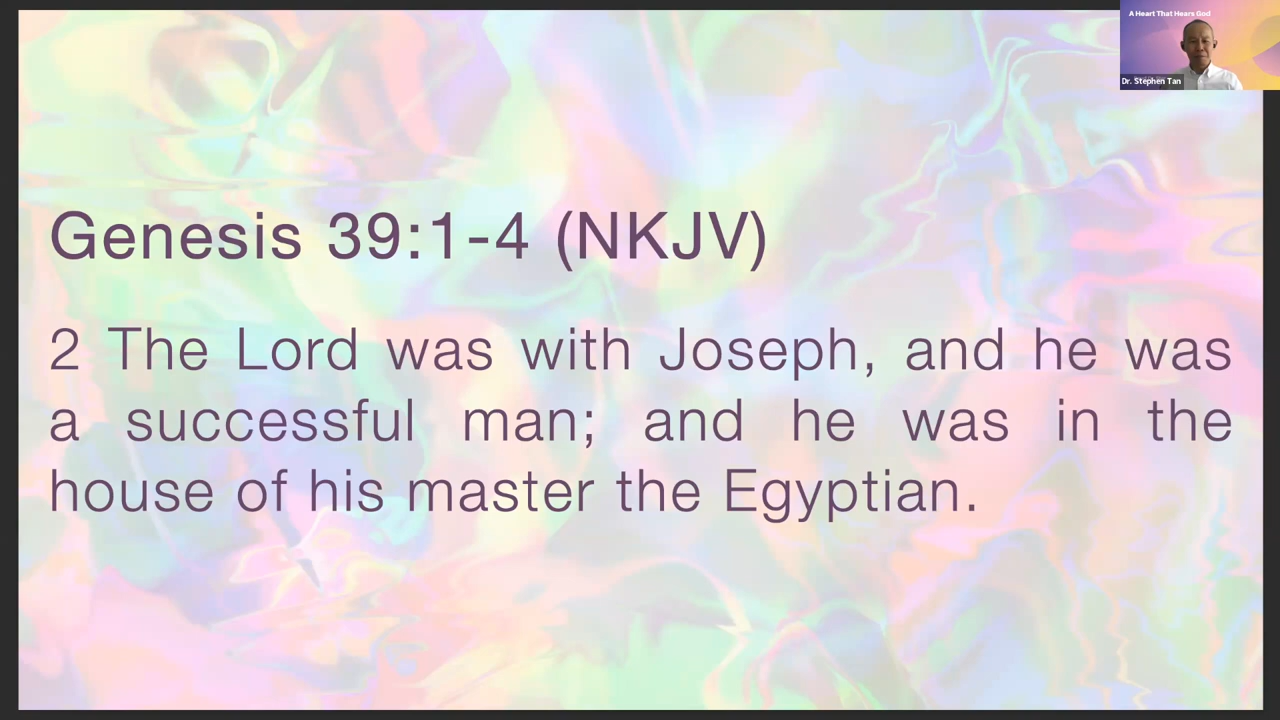 A Heart That Hears God
Dr. Stephen Tan
Genesis 39:1-4 (NKJV)
2 The Lord was with Joseph, and he was
a successful man; and he was in the
house of his master the Egyptian.